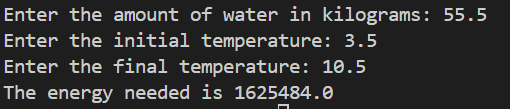 Enter the amount of water in kilograms: 55.5
Enter the initial temperature: 3.5
Enter the final temperature: 10.5
The energy needed is 1625484.0